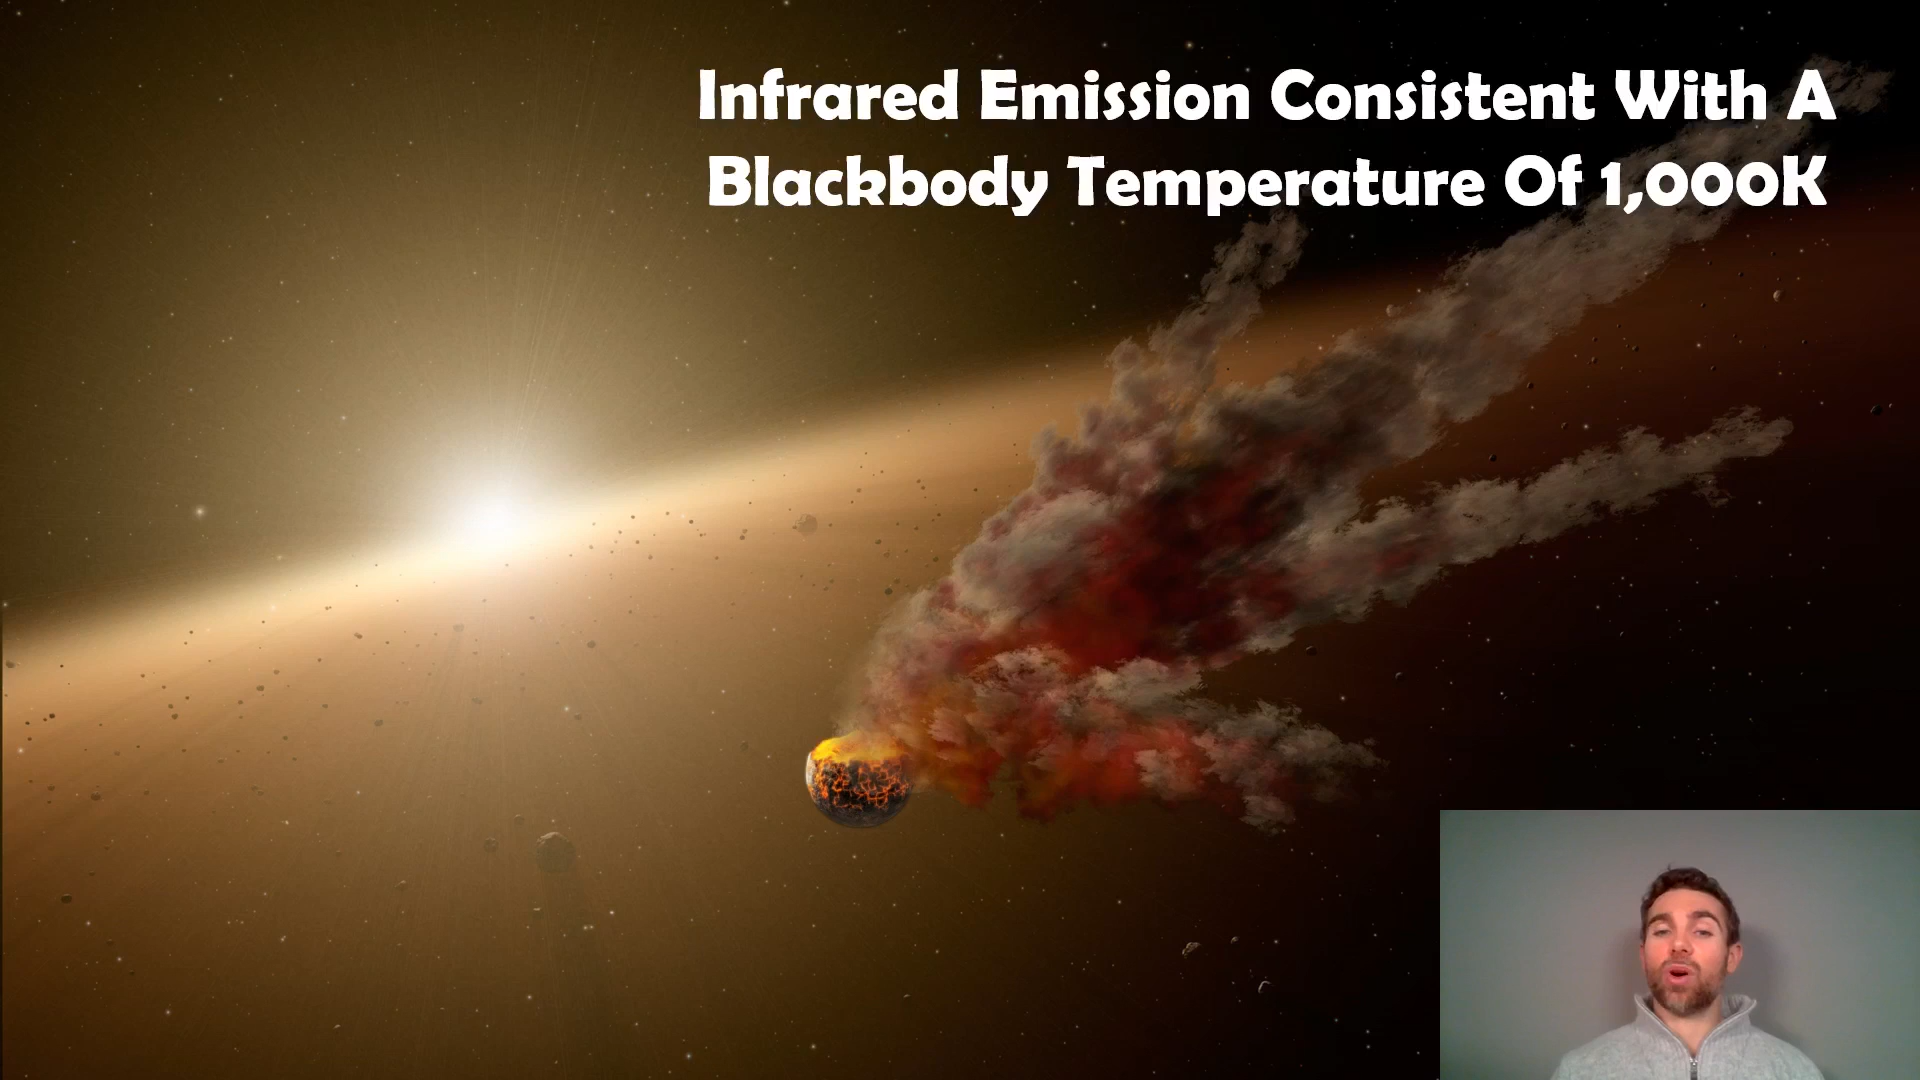 Infrared Emission Consistent With A
Blackbody Temperature Of 1,000K